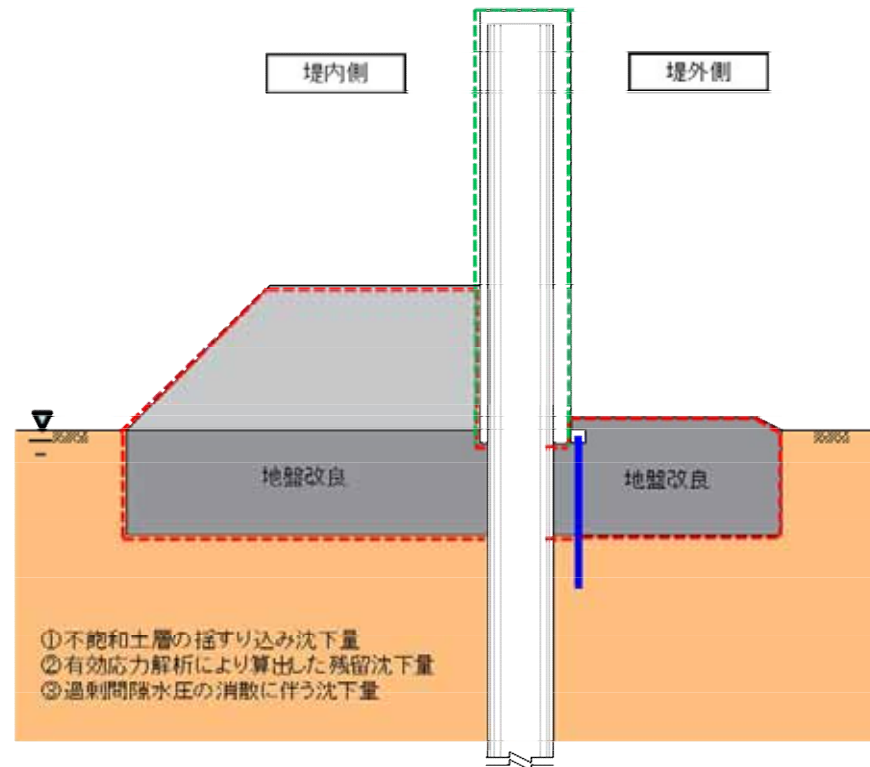 堤内側
堤外側
地盤改良
地盤改良
①不飽和土層の揺すり込み沈下量
②有効応力解析により算出した残留沈下量
③過剰間隙水圧の消散に伴う沈下量